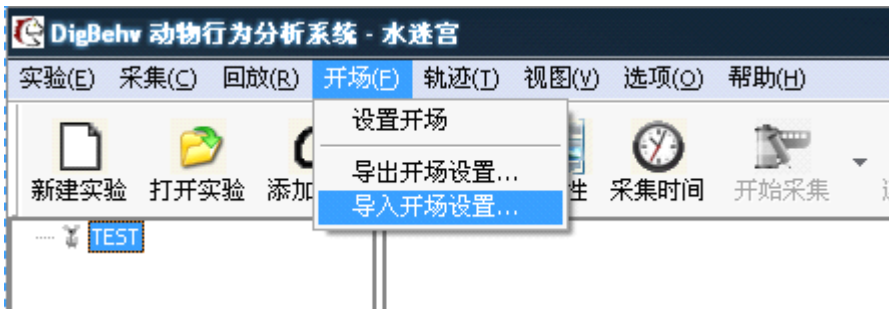 DigBehv 动物行为分析系统 - 水迷宫
实验(E) 采集(C) 回放(R) 开场(F) 轨迹(T) 视图(V) 选项(O) 帮助(H)
设置开场
导出开场设置...
导入开场设置...
新建实验 打开实验 添加 性 采集时间 开始采集
TEST